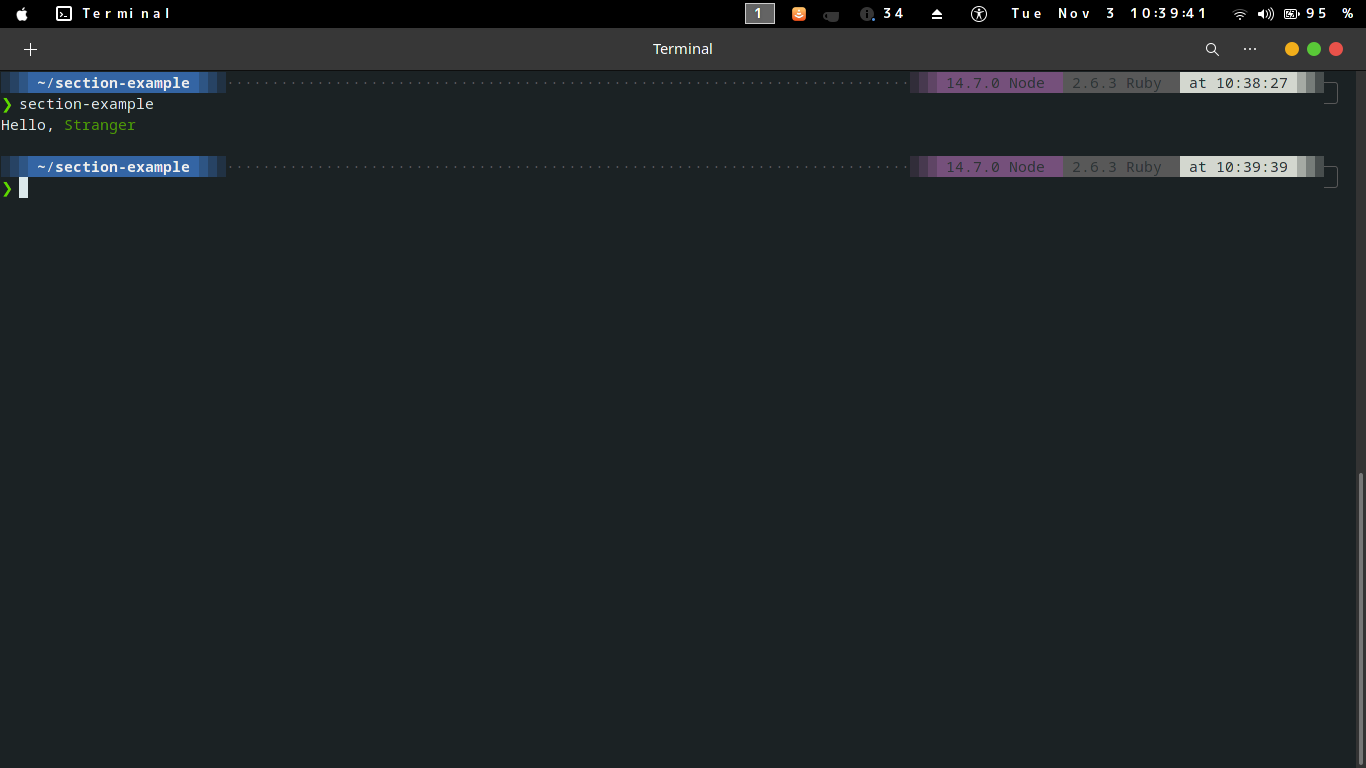 Terminal 1 34 Tue Nov 3 10:39:41 95 %
Terminal
~/section-example 14.7.0 Node 2.6.3 Ruby at 10:38:27
❯ section-example
Hello, Stranger
~/section-example 14.7.0 Node 2.6.3 Ruby at 10:39:39
❯